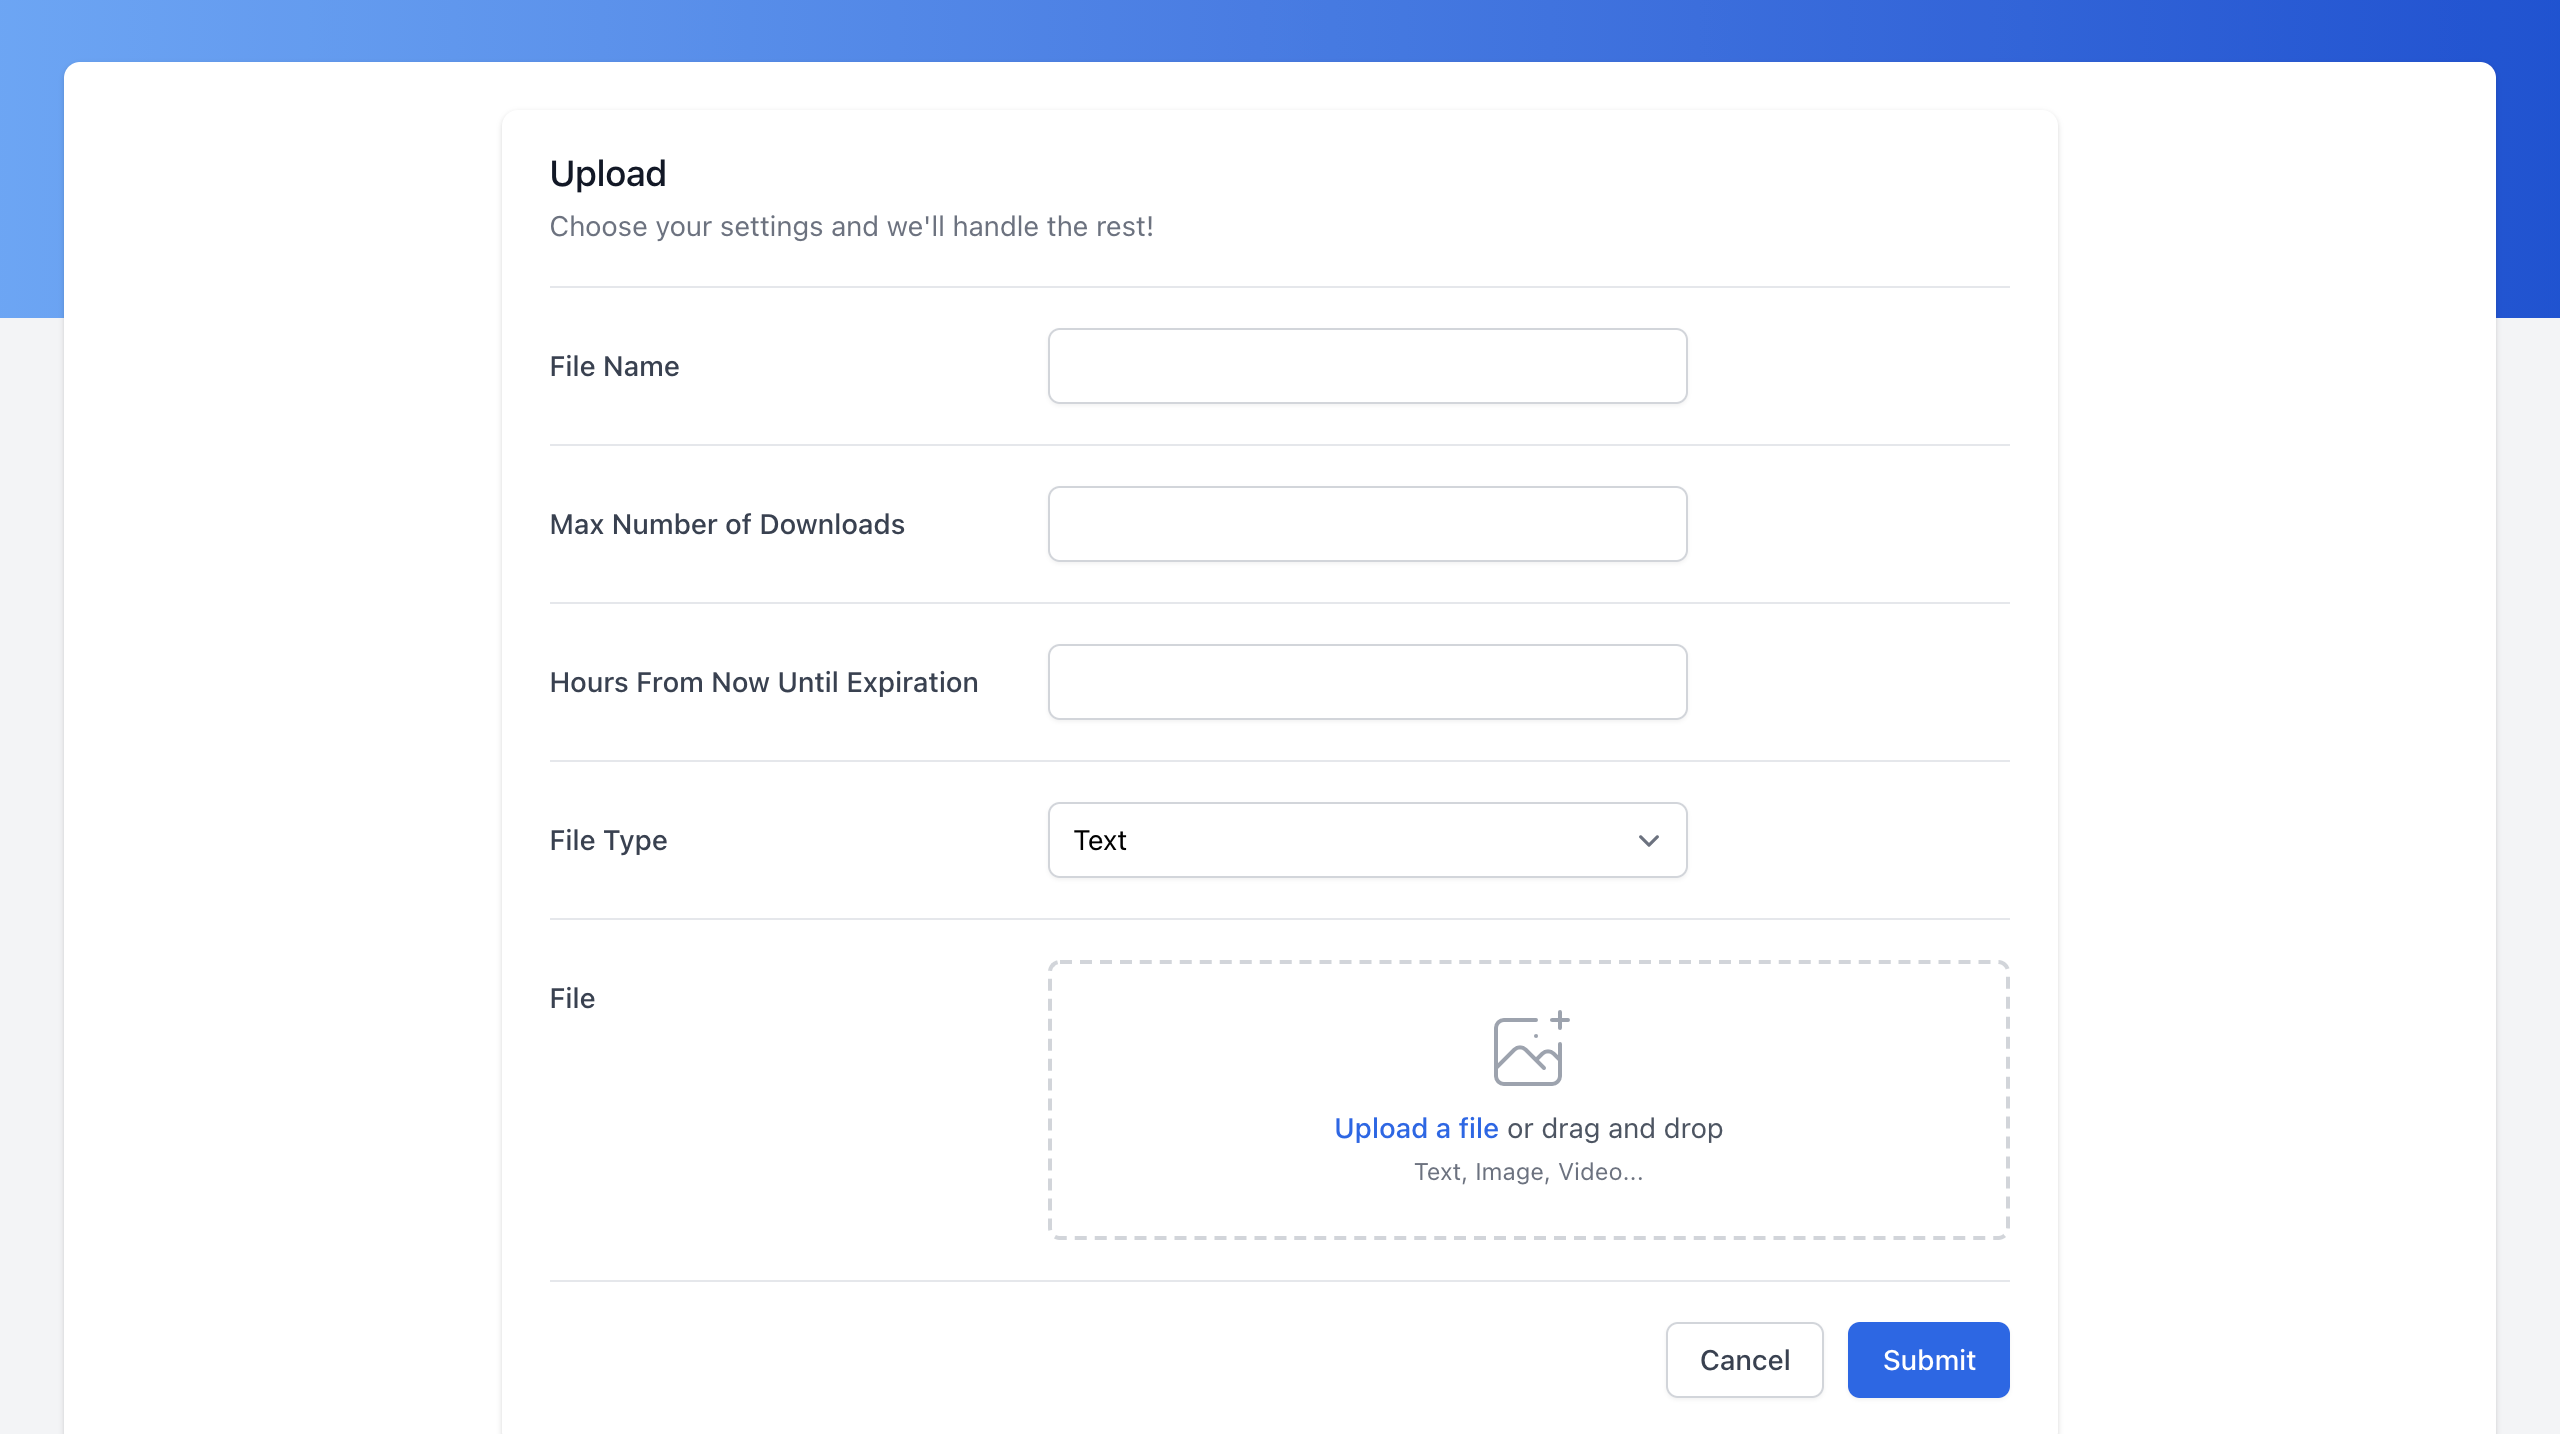 Upload
Choose your settings and we'll handle the rest!
File Name
Max Number of Downloads
Hours From Now Until Expiration
File Type
Text
File
Upload a file or drag and drop
Text, Image, Video...
Cancel
Submit